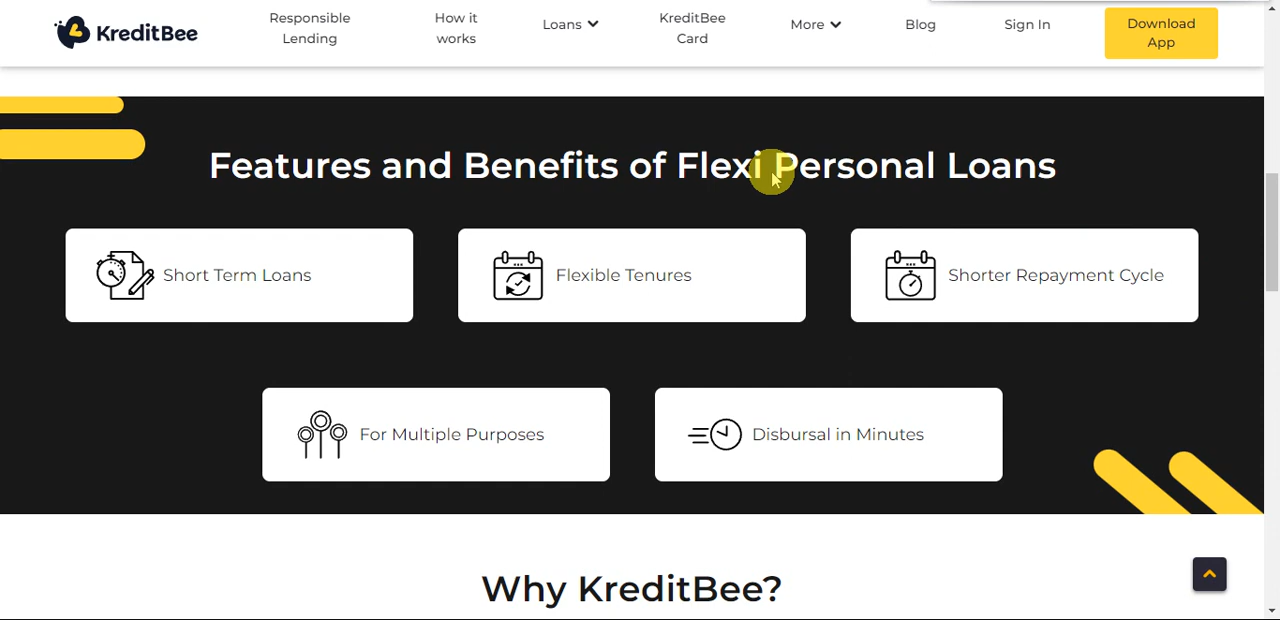 KreditBee
Responsible
Lending
How it
works
Loans
KreditBee
Card
More
Blog
Sign In
Download
App
Features and Benefits of Flexi Personal Loans
Short Term Loans
Flexible Tenures
Shorter Repayment Cycle
For Multiple Purposes
Disbursal in Minutes
Why KreditBee?